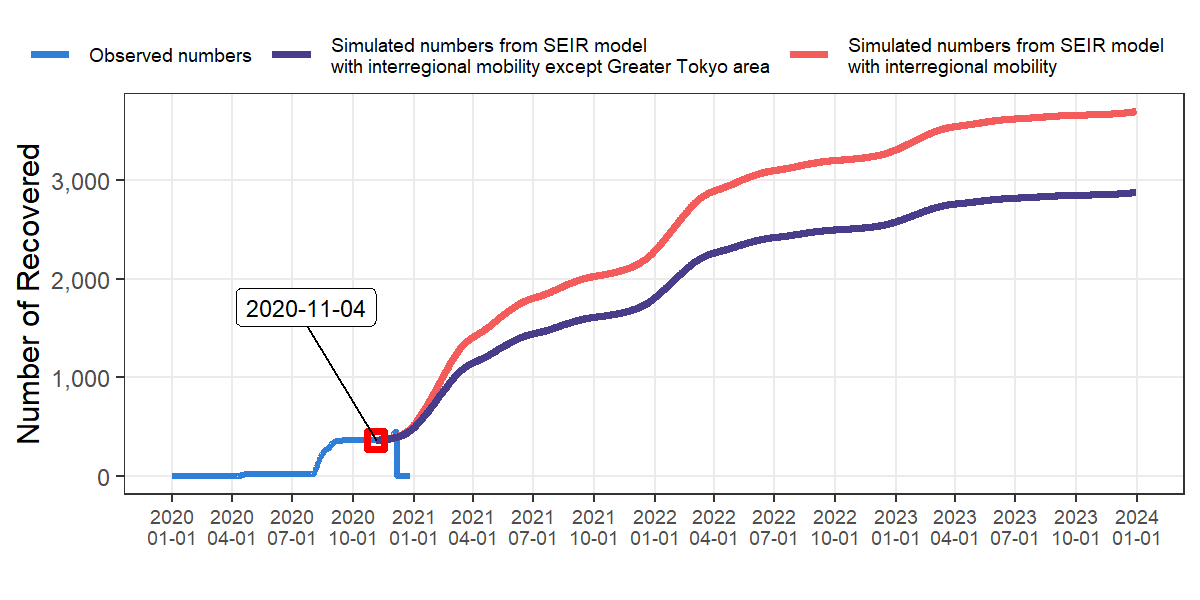 Observed numbers
Simulated numbers from SEIR model
with interregional mobility except Greater Tokyo area
Simulated numbers from SEIR model
with interregional mobility
Number of Recovered
3,000
2,000
1,000
0
2020-11-04
2020 2020 2020 2020 2021 2021 2021 2021 2022 2022 2022 2022 2023 2023 2023 2023 2024
01-01 04-01 07-01 10-01 01-01 04-01 07-01 10-01 01-01 04-01 07-01 10-01 01-01 04-01 07-01 10-01 01-01